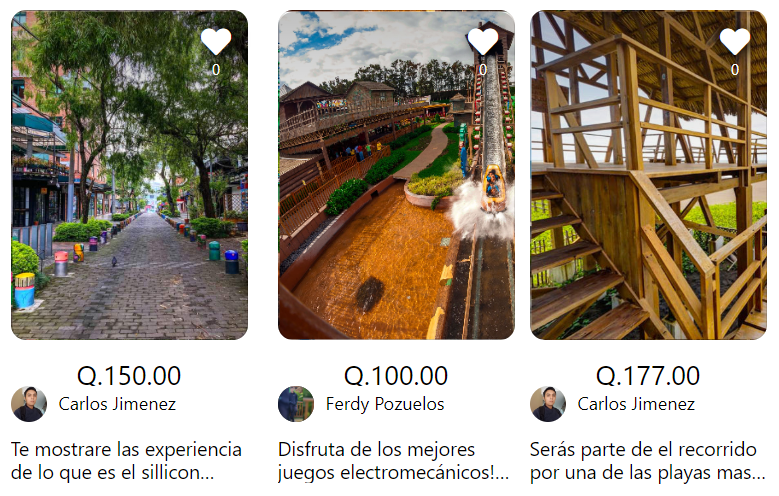 0
0
0
Q.150.00
Carlos Jimenez
Te mostrare las experiencia
de lo que es el sillicon...
Q.100.00
Ferdy Pozuelos
Disfruta de los mejores
juegos electromecánicos!...
Q.177.00
Carlos Jimenez
Serás parte de el recorrido
por una de las playas mas...